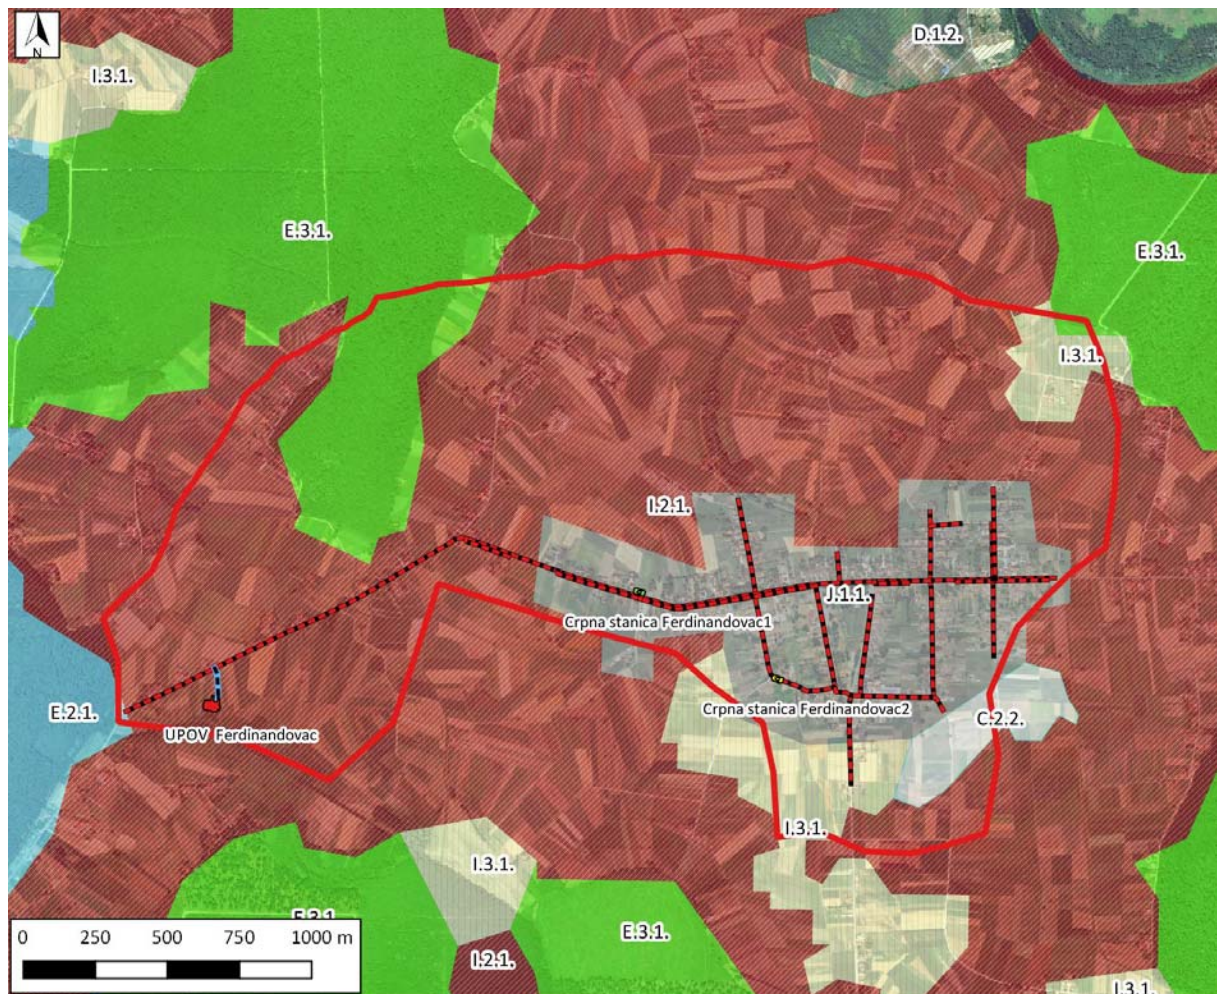 N
D.1.2.
I.3.1.
E.3.1.
E.3.1.
I.3.1.
I.2.1.
J.1.1.
Crpna stanica Ferdinandovac1
E.2.1.
Crpna stanica Ferdinandovac2
C.2.2.
UPOV Ferdinandovac
I.3.1.
I.3.1.
E.3.1.
E.3.1.
0 250 500 750 1000 m
I.2.1.
I.3.1.